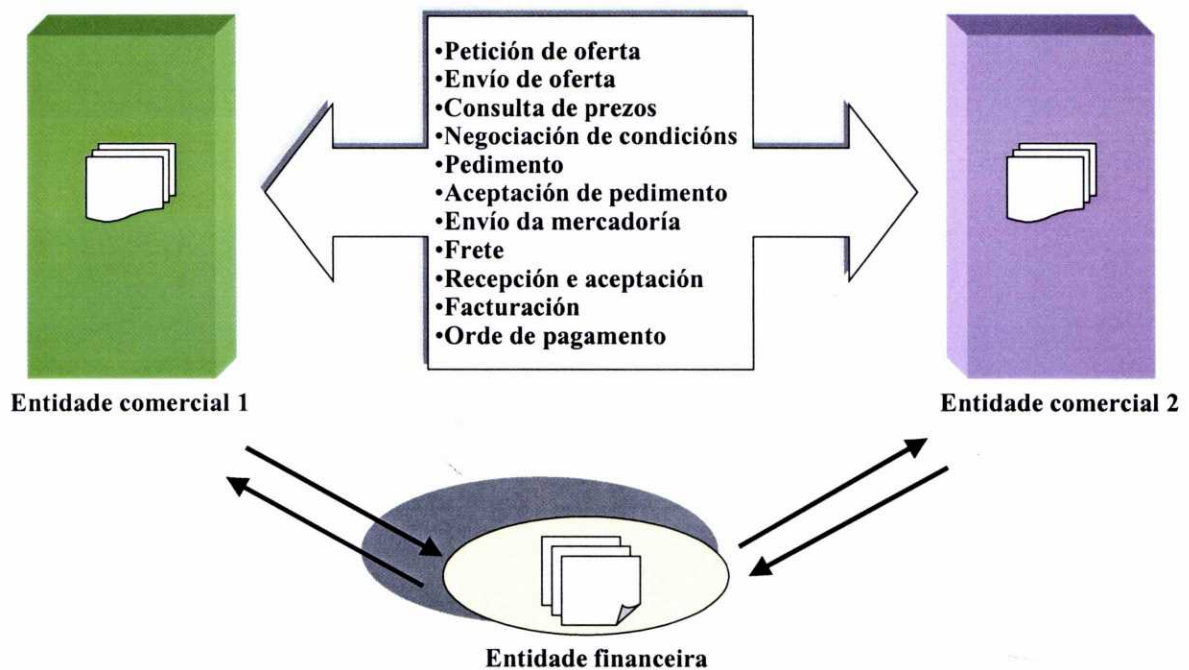 •Petición de oferta
•Envío de oferta
•Consulta de prezos
•Negociación de condicións
•Pedimento
•Aceptación de pedimento
•Envío da mercadoría
•Frete
•Recepción e aceptación
•Facturación
•Orde de pagamento
Entidade comercial 1
Entidade comercial 2
Entidade financeira